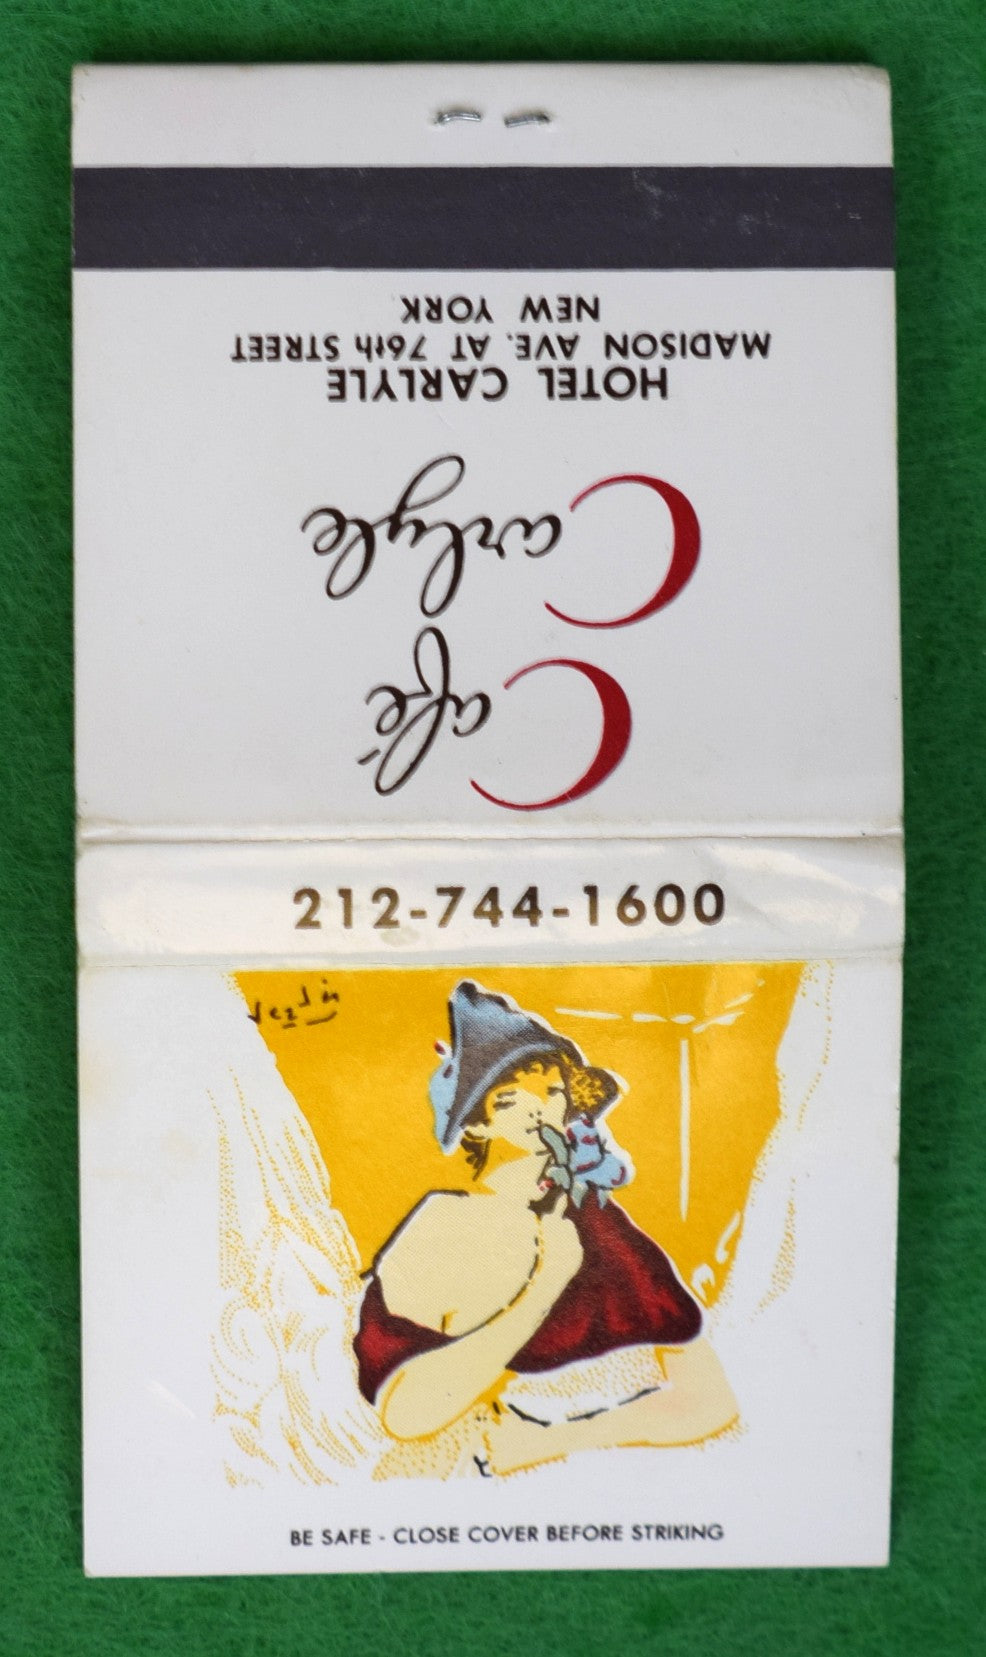 Café
Carlyle
HOTEL CARLYLE
MADISON AVE. AT 76th STREET
NEW YORK
212-744-1600
Vertès
BE SAFE - CLOSE COVER BEFORE STRIKING